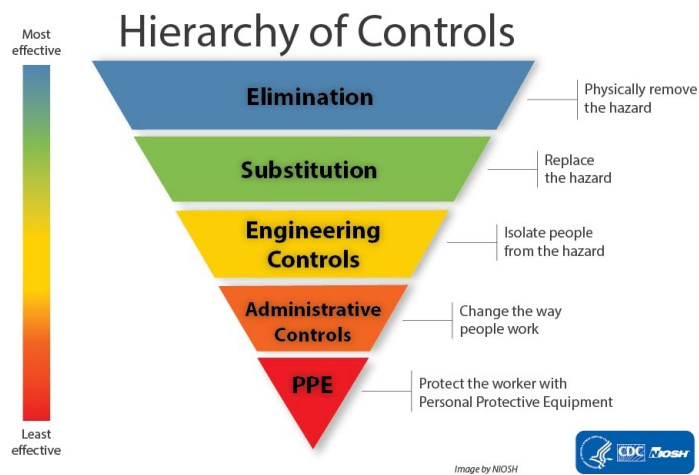 Hierarchy of Controls
Most
effective
Elimination
Physically remove
the hazard
Substitution
Replace
the hazard
Engineering
Controls
Isolate people
from the hazard
Administrative
Controls
Change the way
people work
PPE
Protect the worker with
Personal Protective Equipment
Least
effective
Image by NIOSH
CDC
NIOSH